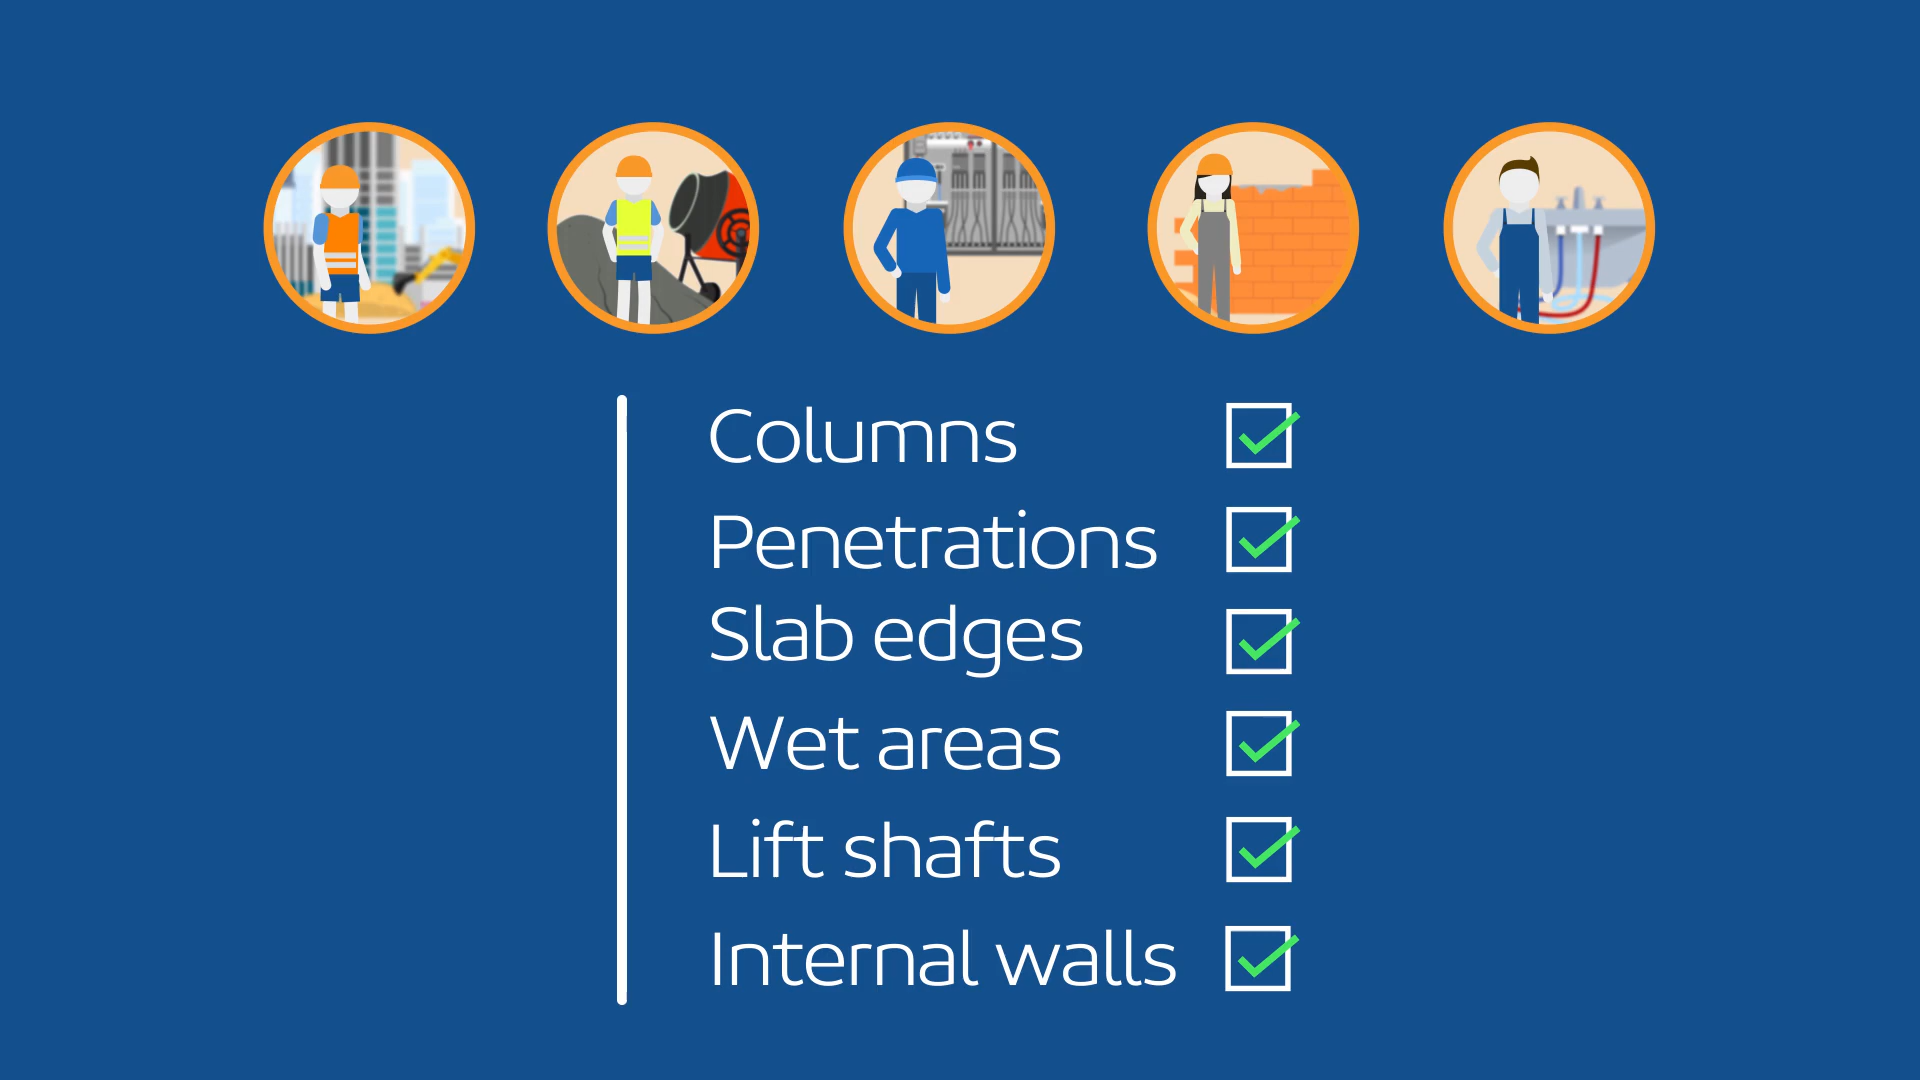 Columns
Penetrations
Slab edges
Wet areas
Lift shafts
Internal walls